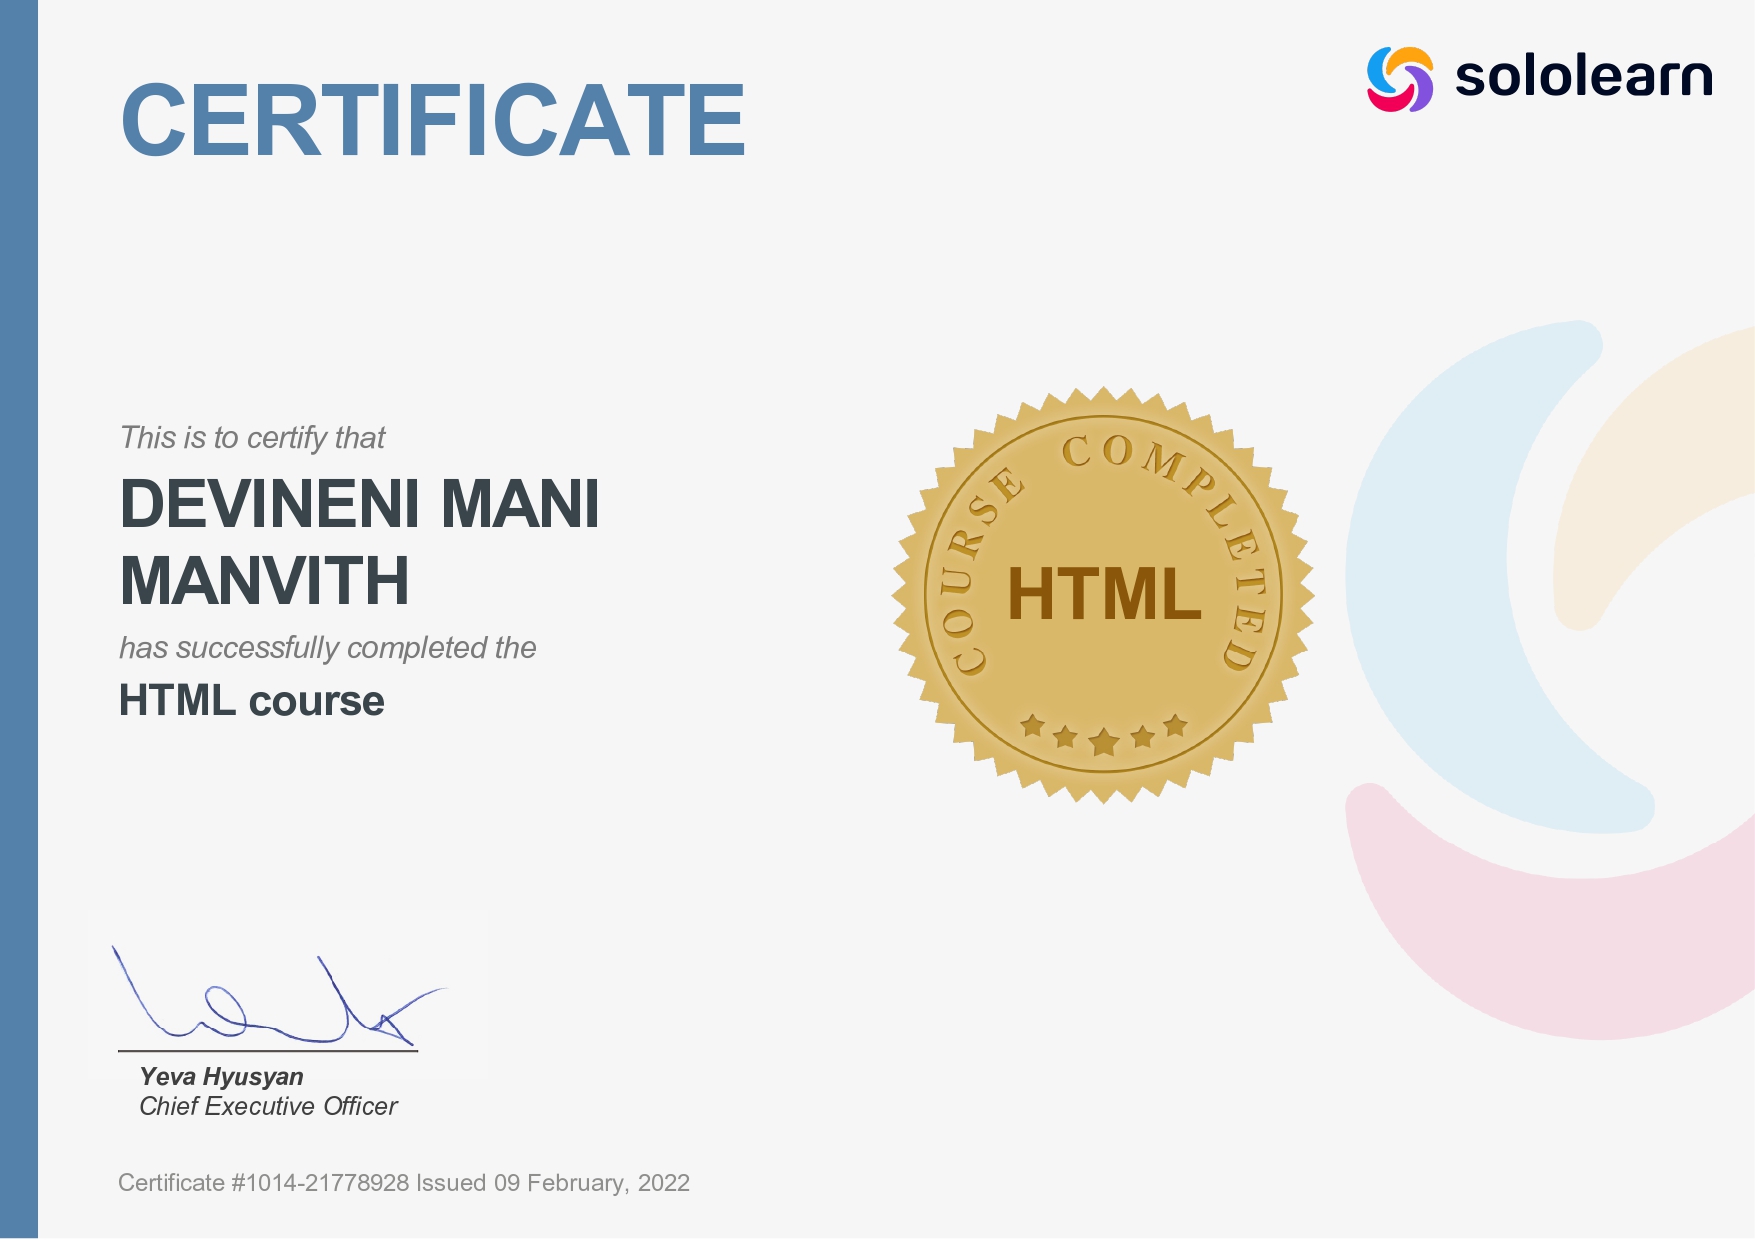 CERTIFICATE
sololearn
This is to certify that
DEVINENI MANI
MANVITH
has successfully completed the
HTML course
COURSE COMPLETED
HTML
Yeva Hyusyan
Chief Executive Officer
Certificate #1014-21778928 Issued 09 February, 2022